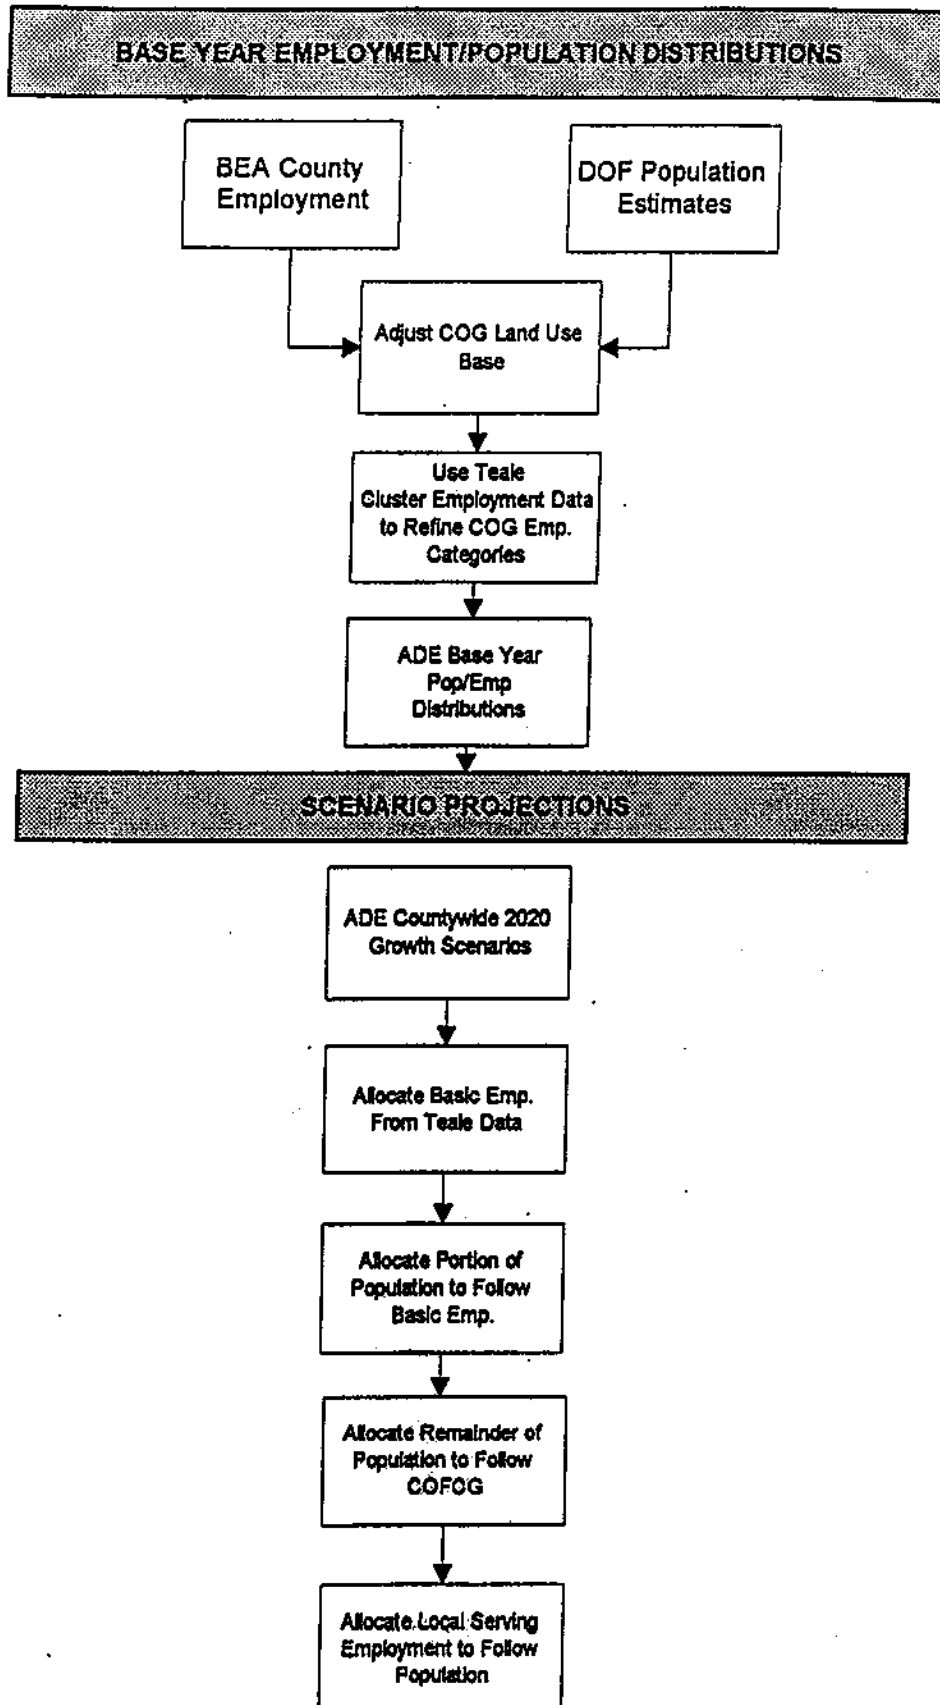 BASE YEAR EMPLOYMENT/POPULATION DISTRIBUTIONS
BEA County
Employment
DOF Population
Estimates
Adjust COG Land Use
Base
Use Teale
Cluster Employment Data
to Refine COG Emp.
Categories
ADE Base Year
Pop/Emp
Distributions
SCENARIO PROJECTIONS
ADE Countywide 2020
Growth Scenarios
Allocate Basic Emp.
From Teale Data
Allocate Portion of
Population to Follow
Basic Emp.
Allocate Remainder of
Population to Follow
COFCG
Allocate Local Serving
Employment to Follow
Population